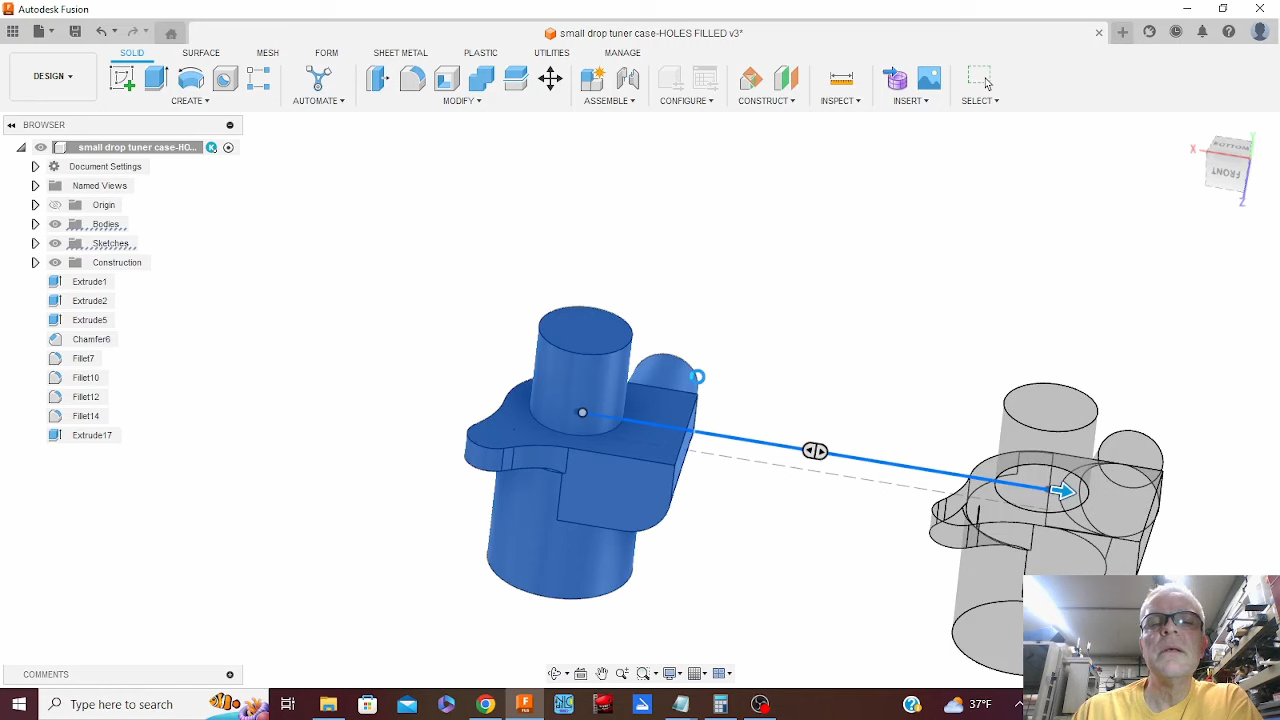 Autodesk Fusion
small drop tuner case-HOLES FILLED v3*
SOLID SURFACE MESH FORM SHEET METAL PLASTIC UTILITIES MANAGE
DESIGN
CREATE AUTOMATE MODIFY ASSEMBLE CONFIGURE CONSTRUCT INSPECT INSERT SELECT
BROWSER
small drop tuner case-HO... K
Document Settings
Named Views
Origin
Bodies
Sketches
Construction
Extrude1
Extrude2
Extrude5
Chamfer6
Fillet7
Fillet10
Fillet12
Fillet14
Extrude17
BOTTOM
FRONT
X
Y
Z
COMMENTS
Type here to search
37°F